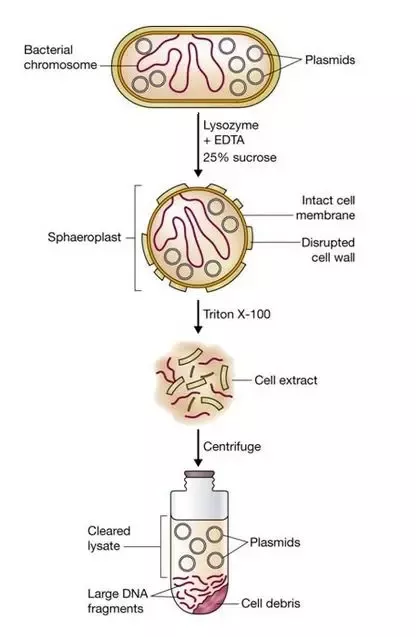 Bacterial
chromosome
Plasmids
Lysozyme
+ EDTA
25% sucrose
Sphaeroplast
Intact cell
membrane
Disrupted
cell wall
Triton X-100
Cell extract
Centrifuge
Cleared
lysate
Plasmids
Large DNA
fragments
Cell debris